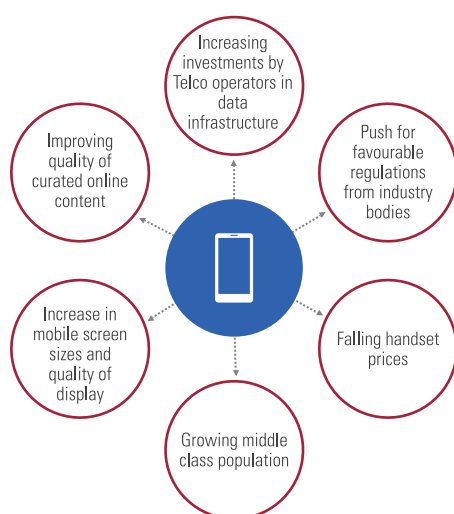 Increasing
investments by
Telco operators in
data
infrastructure
Improving
quality of
curated online
content
Push for
favourable
regulations
from industry
bodies
Increase in
mobile screen
sizes and
quality of
display
Falling handset
prices
Growing middle
class population